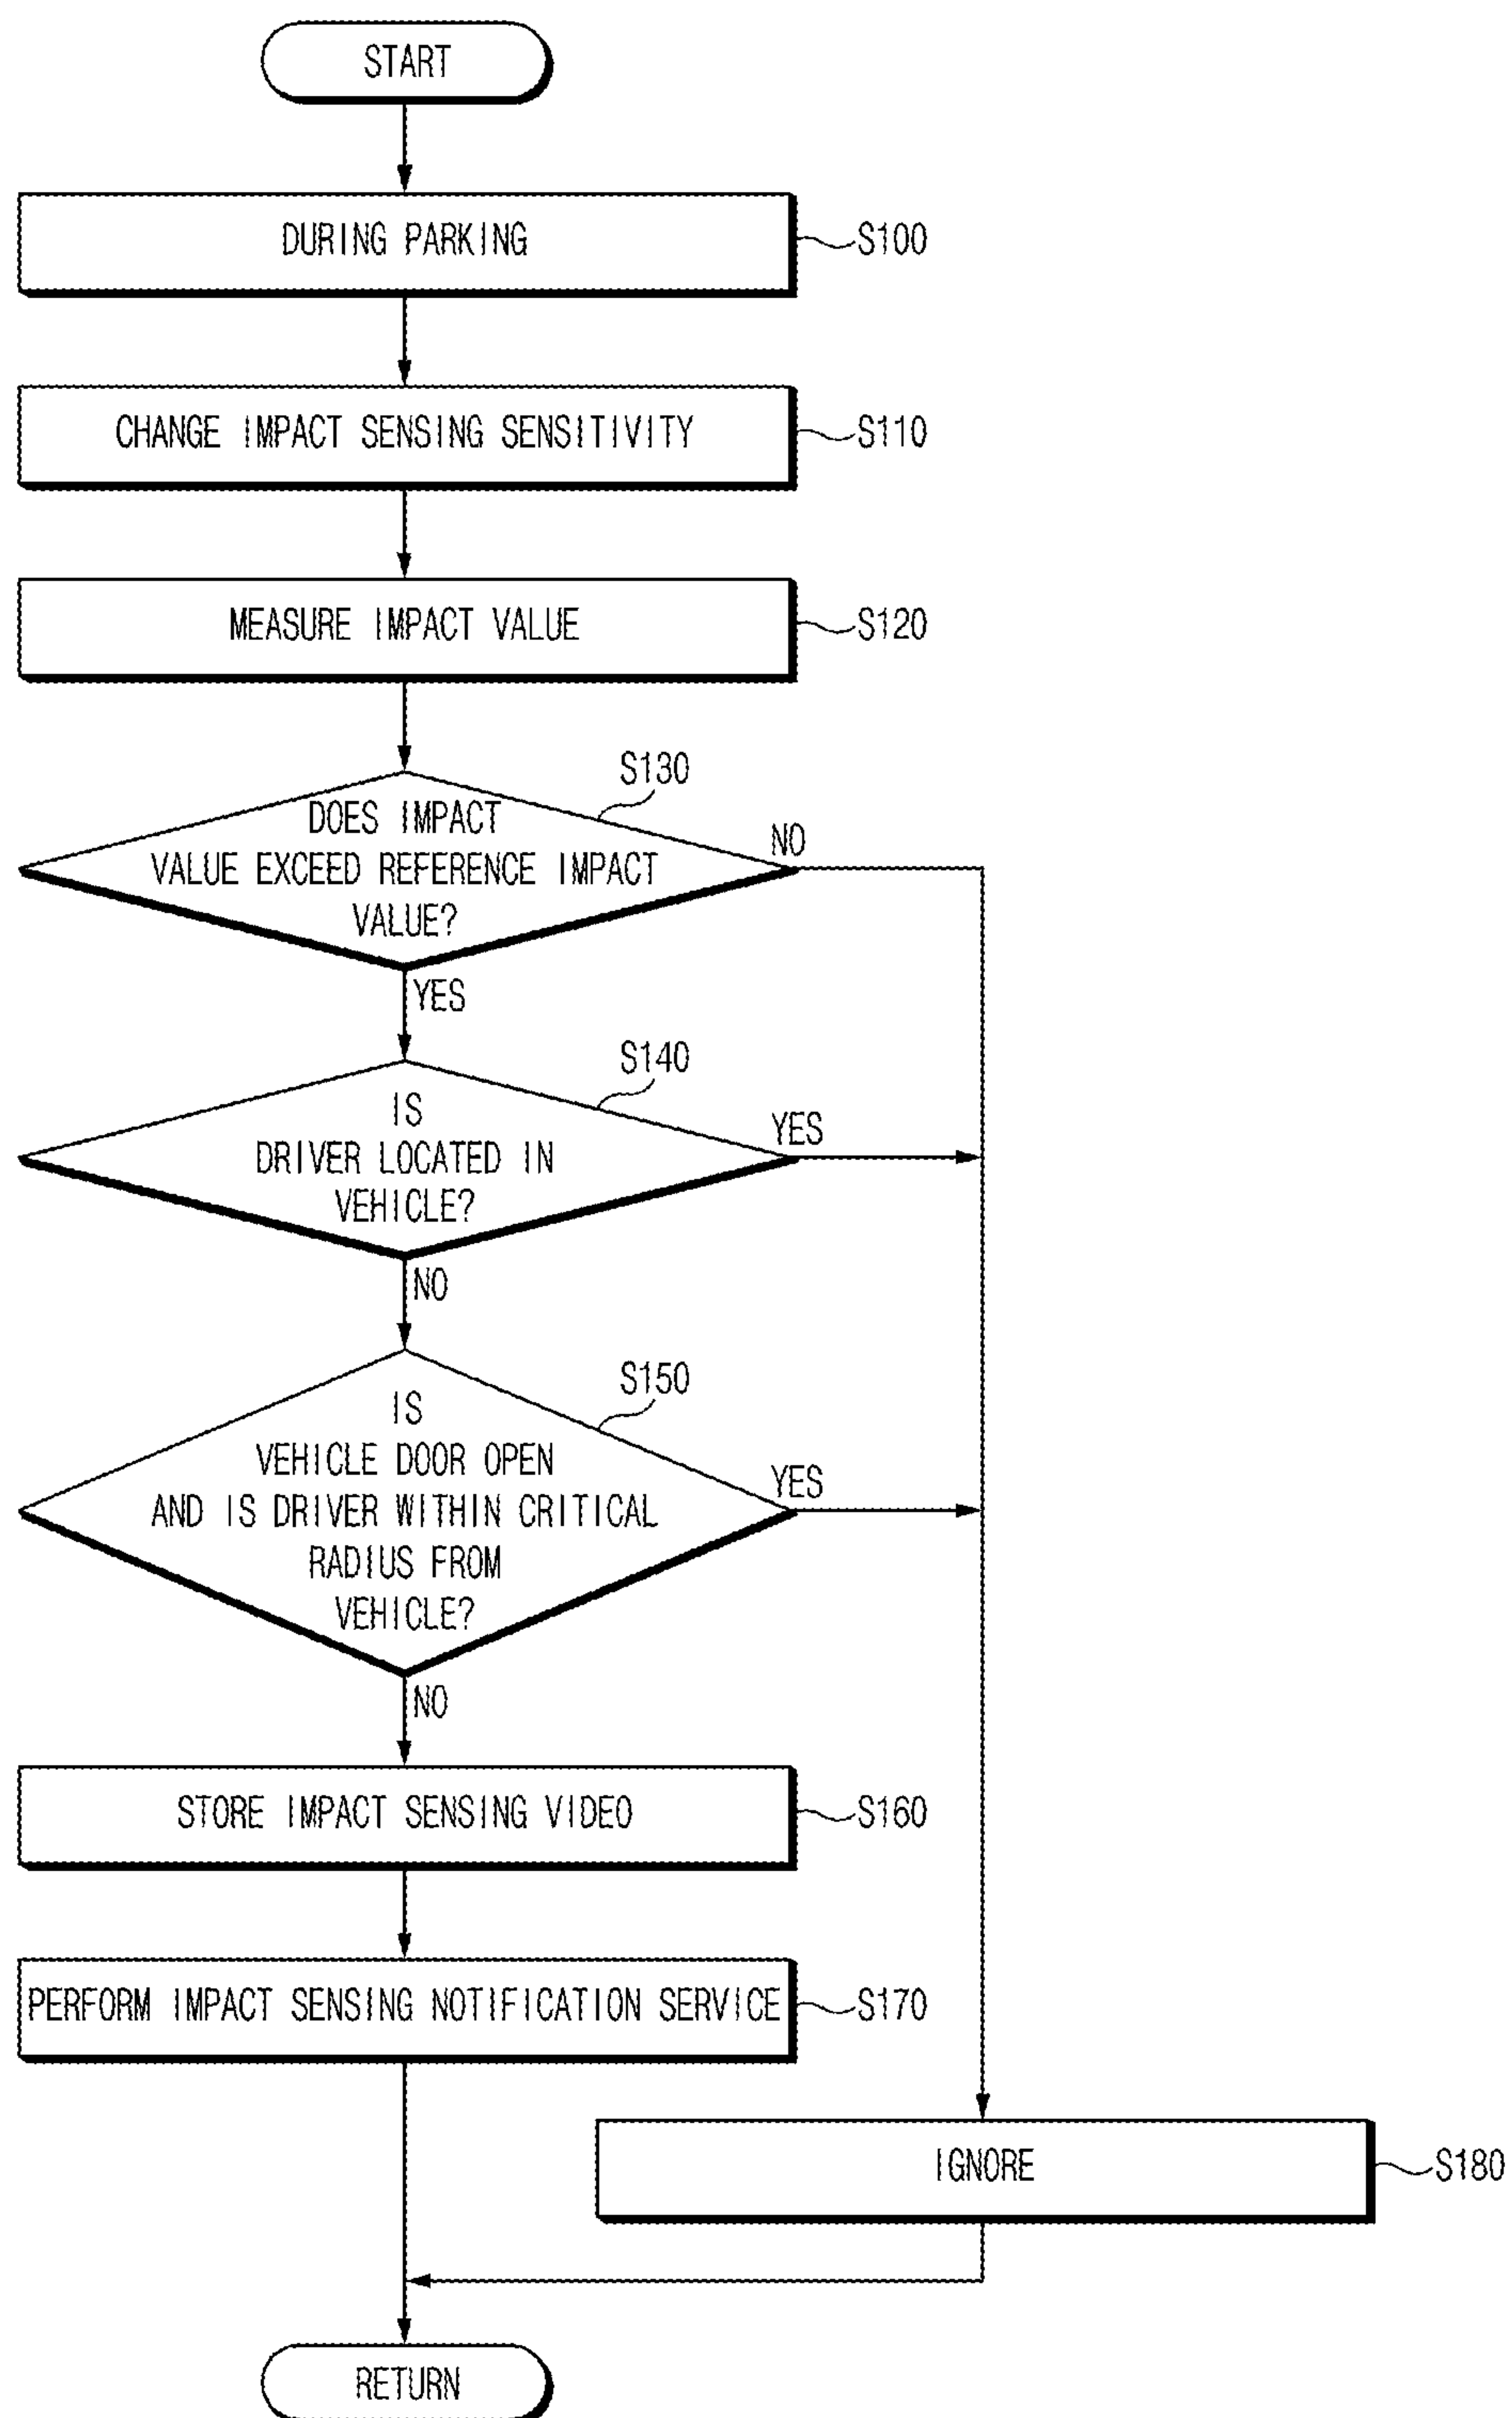 START
DURING PARKING
S100
CHANGE IMPACT SENSING SENSITIVITY
S110
MEASURE IMPACT VALUE
S120
S130
DOES IMPACT
VALUE EXCEED REFERENCE IMPACT
VALUE?
NO
YES
S140
IS
DRIVER LOCATED IN
VEHICLE?
YES
NO
S150
IS
VEHICLE DOOR OPEN
AND IS DRIVER WITHIN CRITICAL
RADIUS FROM
VEHICLE?
YES
NO
STORE IMPACT SENSING VIDEO
S160
PERFORM IMPACT SENSING NOTIFICATION SERVICE
S170
IGNORE
S180
RETURN